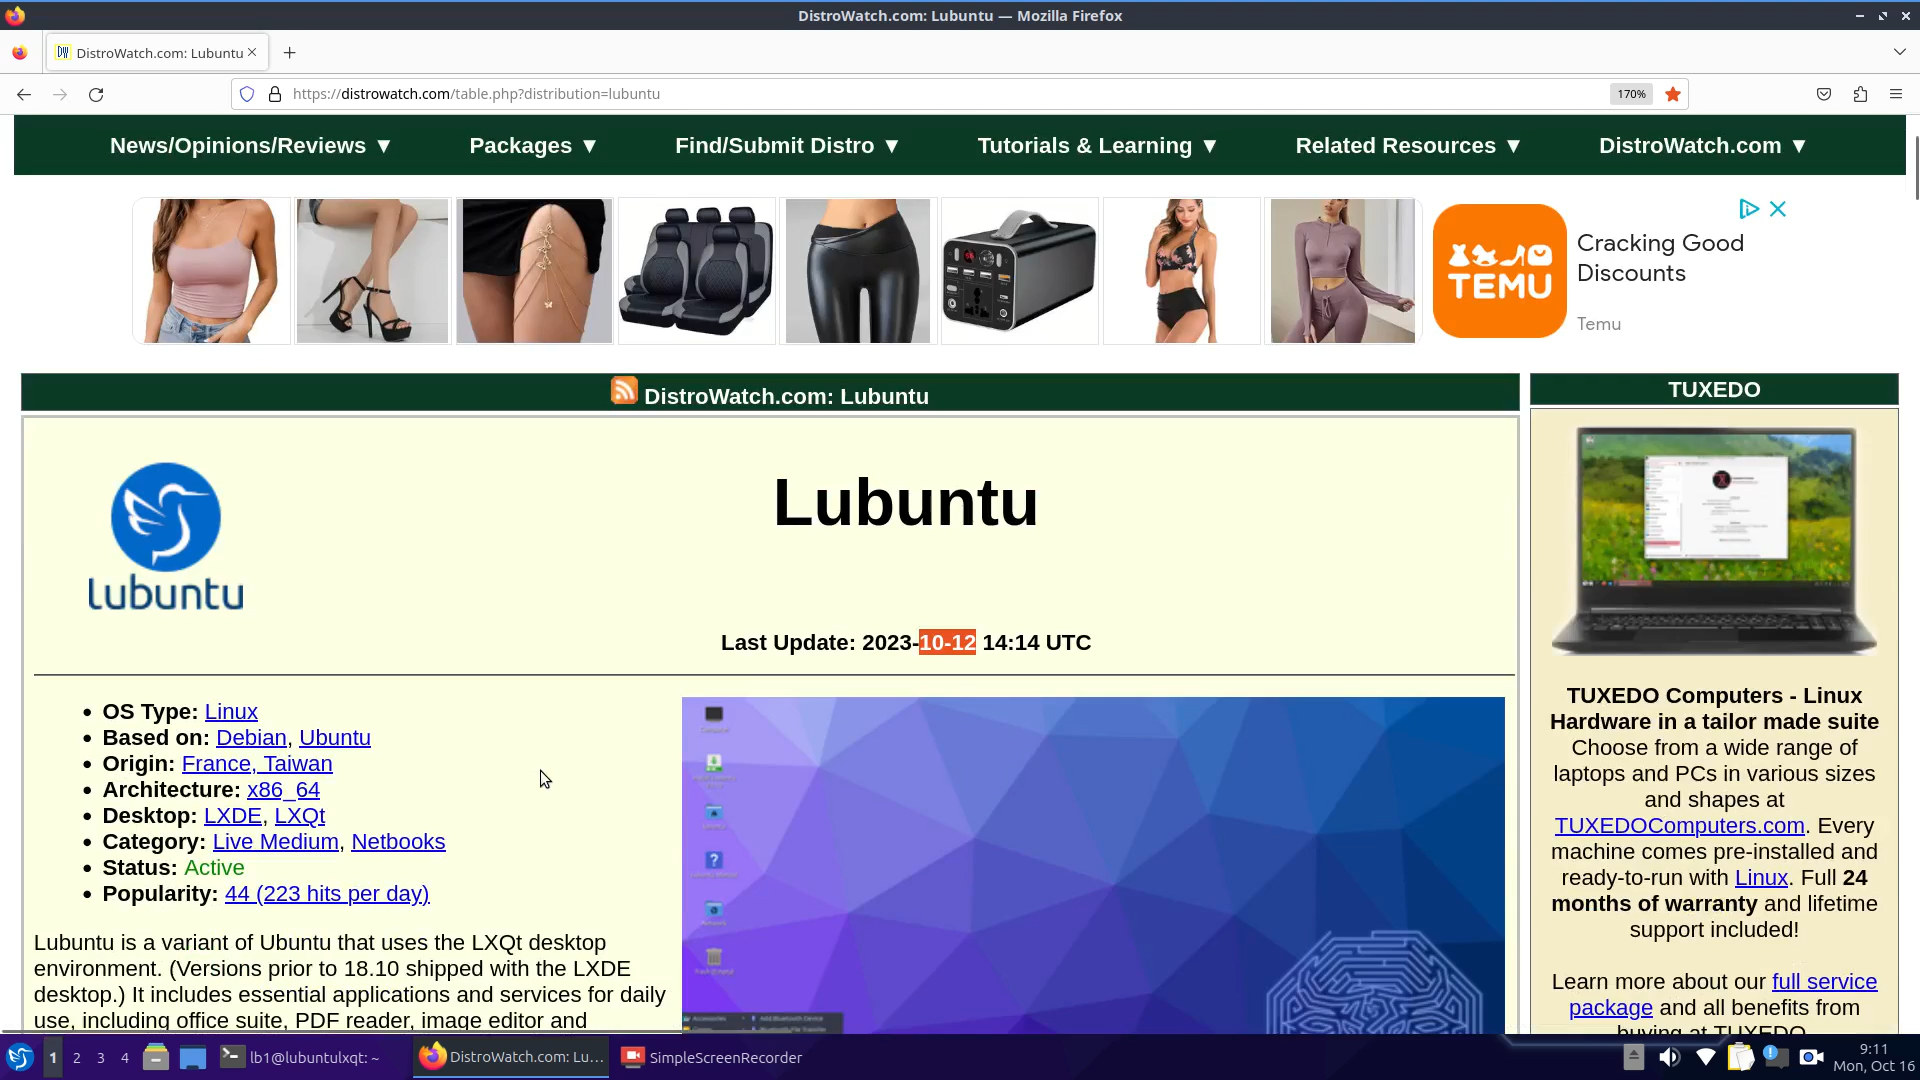 DistroWatch.com: Lubuntu — Mozilla Firefox
DistroWatch.com: Lubuntu
https://distrowatch.com/table.php?distribution=lubuntu
170%
News/Opinions/Reviews ▼
Packages ▼
Find/Submit Distro ▼
Tutorials & Learning ▼
Related Resources ▼
DistroWatch.com ▼
TEMU
Cracking Good
Discounts
Temu
DistroWatch.com: Lubuntu
lubuntu
Lubuntu
Last Update: 2023-10-12 14:14 UTC
• OS Type: Linux
• Based on: Debian, Ubuntu
• Origin: France, Taiwan
• Architecture: x86_64
• Desktop: LXDE, LXQt
• Category: Live Medium, Netbooks
• Status: Active
• Popularity: 44 (223 hits per day)
Lubuntu is a variant of Ubuntu that uses the LXQt desktop
environment. (Versions prior to 18.10 shipped with the LXDE
desktop.) It includes essential applications and services for daily
use, including office suite, PDF reader, image editor and
TUXEDO
TUXEDO Computers - Linux
Hardware in a tailor made suite
Choose from a wide range of
laptops and PCs in various sizes
and shapes at
TUXEDOComputers.com. Every
machine comes pre-installed and
ready-to-run with Linux. Full 24
months of warranty and lifetime
support included!
Learn more about our full service
package and all benefits from
buying at TUXEDO
1 2 3 4
lb1@lubuntulxqt: ~
DistroWatch.com: Lu...
SimpleScreenRecorder
9:11
Mon, Oct 16